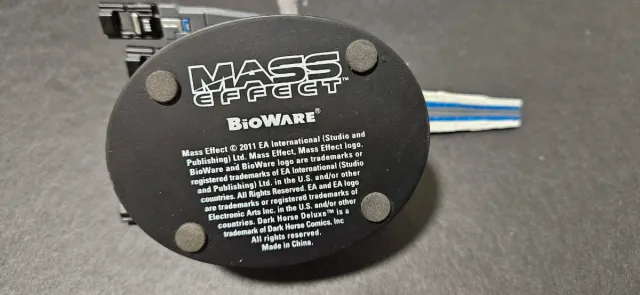 MASS
EFFECT™
BIOWARE®
Mass Effect © 2011 EA International (Studio and
Publishing) Ltd. Mass Effect, Mass Effect logo,
BioWare and BioWare logo are trademarks or
registered trademarks of EA International (Studio
and Publishing) Ltd. in the U.S. and/or other
countries. All Rights Reserved. EA and EA logo
are trademarks or registered trademarks of
Electronic Arts Inc. in the U.S. and/or other
countries. Dark Horse Deluxe™ is a
trademark of Dark Horse Comics, Inc
All rights reserved.
Made in China.